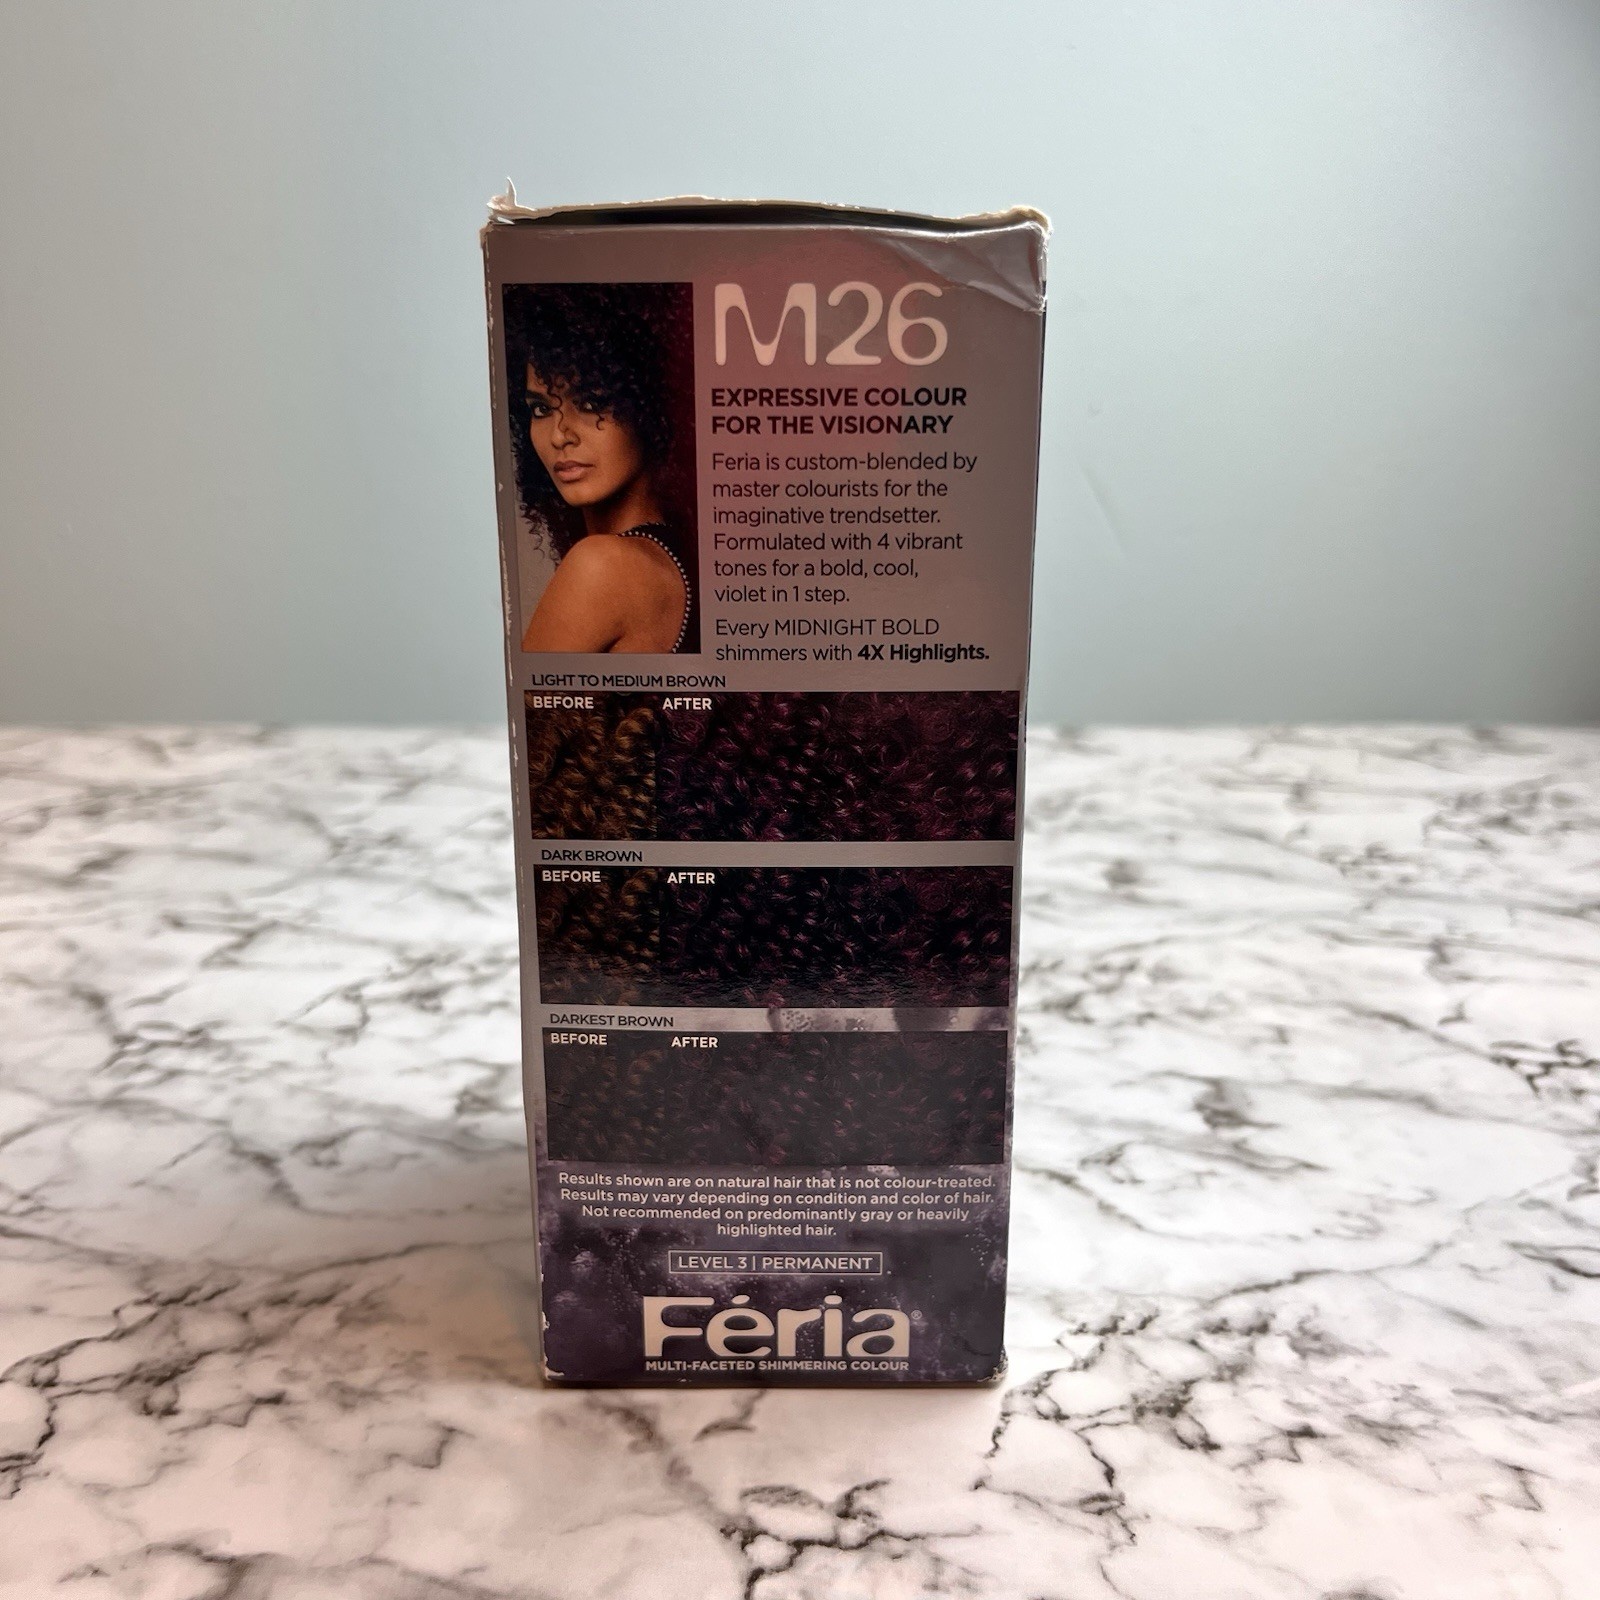 M26
EXPRESSIVE COLOUR
FOR THE VISIONARY
Feria is custom-blended by
master colourists for the
imaginative trendsetter.
Formulated with 4 vibrant
tones for a bold, cool,
violet in 1 step.
Every MIDNIGHT BOLD
shimmers with 4X Highlights.
LIGHT TO MEDIUM BROWN
BEFORE AFTER
DARK BROWN
BEFORE AFTER
DARKEST BROWN
BEFORE AFTER
Results shown are on natural hair that is not colour-treated.
Results may vary depending on condition and color of hair.
Not recommended on predominantly gray or heavily
highlighted hair.
LEVEL 3 | PERMANENT
Féria®
MULTI-FACETED SHIMMERING COLOUR